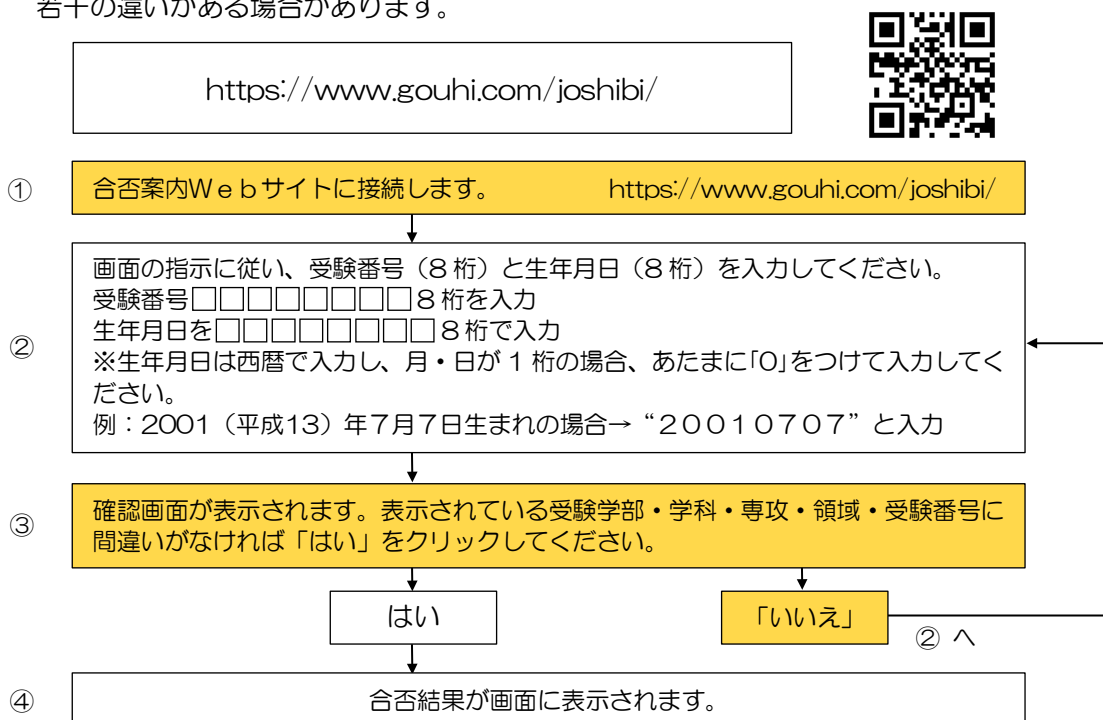 若干の違いがある場合があります。
https://www.gouhi.com/joshibi/
① 合否案内Ｗｅｂサイトに接続します。 https://www.gouhi.com/joshibi/
画面の指示に従い、受験番号（8 桁）と生年月日（8 桁）を入力してください。
受験番号□□□□□□□□8 桁を入力
生年月日を□□□□□□□□8 桁で入力
②
※生年月日は西暦で入力し、月・日が 1 桁の場合、あたまに「0」をつけて入力してく
ださい。
例：2001（平成13）年７月７日生まれの場合→“２００１０７０７”と入力
③
確認画面が表示されます。表示されている受験学部・学科・専攻・領域・受験番号に
間違いがなければ「はい」をクリックしてください。
はい 「いいえ」
② へ
④ 合否結果が画面に表示されます。